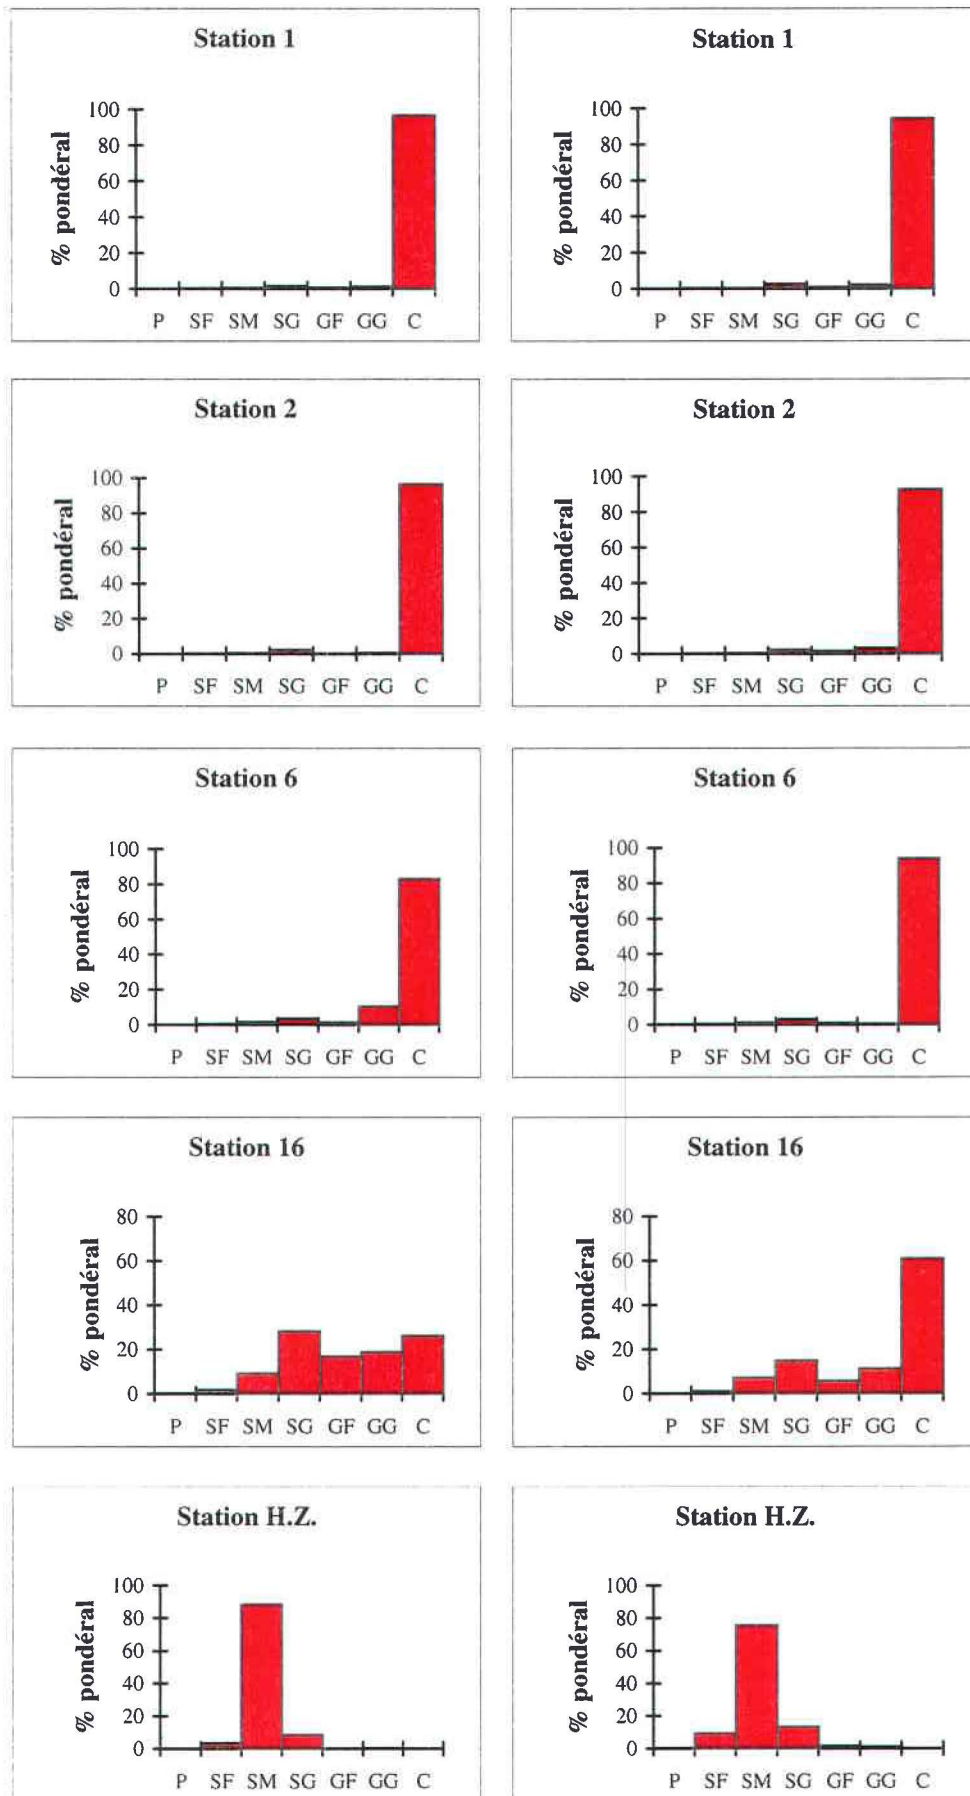 Station 1
% pondéral
100
80
60
40
20
0
P SF SM SG GF GG C
Station 1
% pondéral
100
80
60
40
20
0
P SF SM SG GF GG C
Station 2
% pondéral
100
80
60
40
20
0
P SF SM SG GF GG C
Station 2
% pondéral
100
80
60
40
20
0
P SF SM SG GF GG C
Station 6
% pondéral
100
80
60
40
20
0
P SF SM SG GF GG C
Station 6
% pondéral
100
80
60
40
20
0
P SF SM SG GF GG C
Station 16
% pondéral
80
60
40
20
0
P SF SM SG GF GG C
Station 16
% pondéral
80
60
40
20
0
P SF SM SG GF GG C
Station H.Z.
% pondéral
100
80
60
40
20
0
P SF SM SG GF GG C
Station H.Z.
% pondéral
100
80
60
40
20
0
P SF SM SG GF GG C